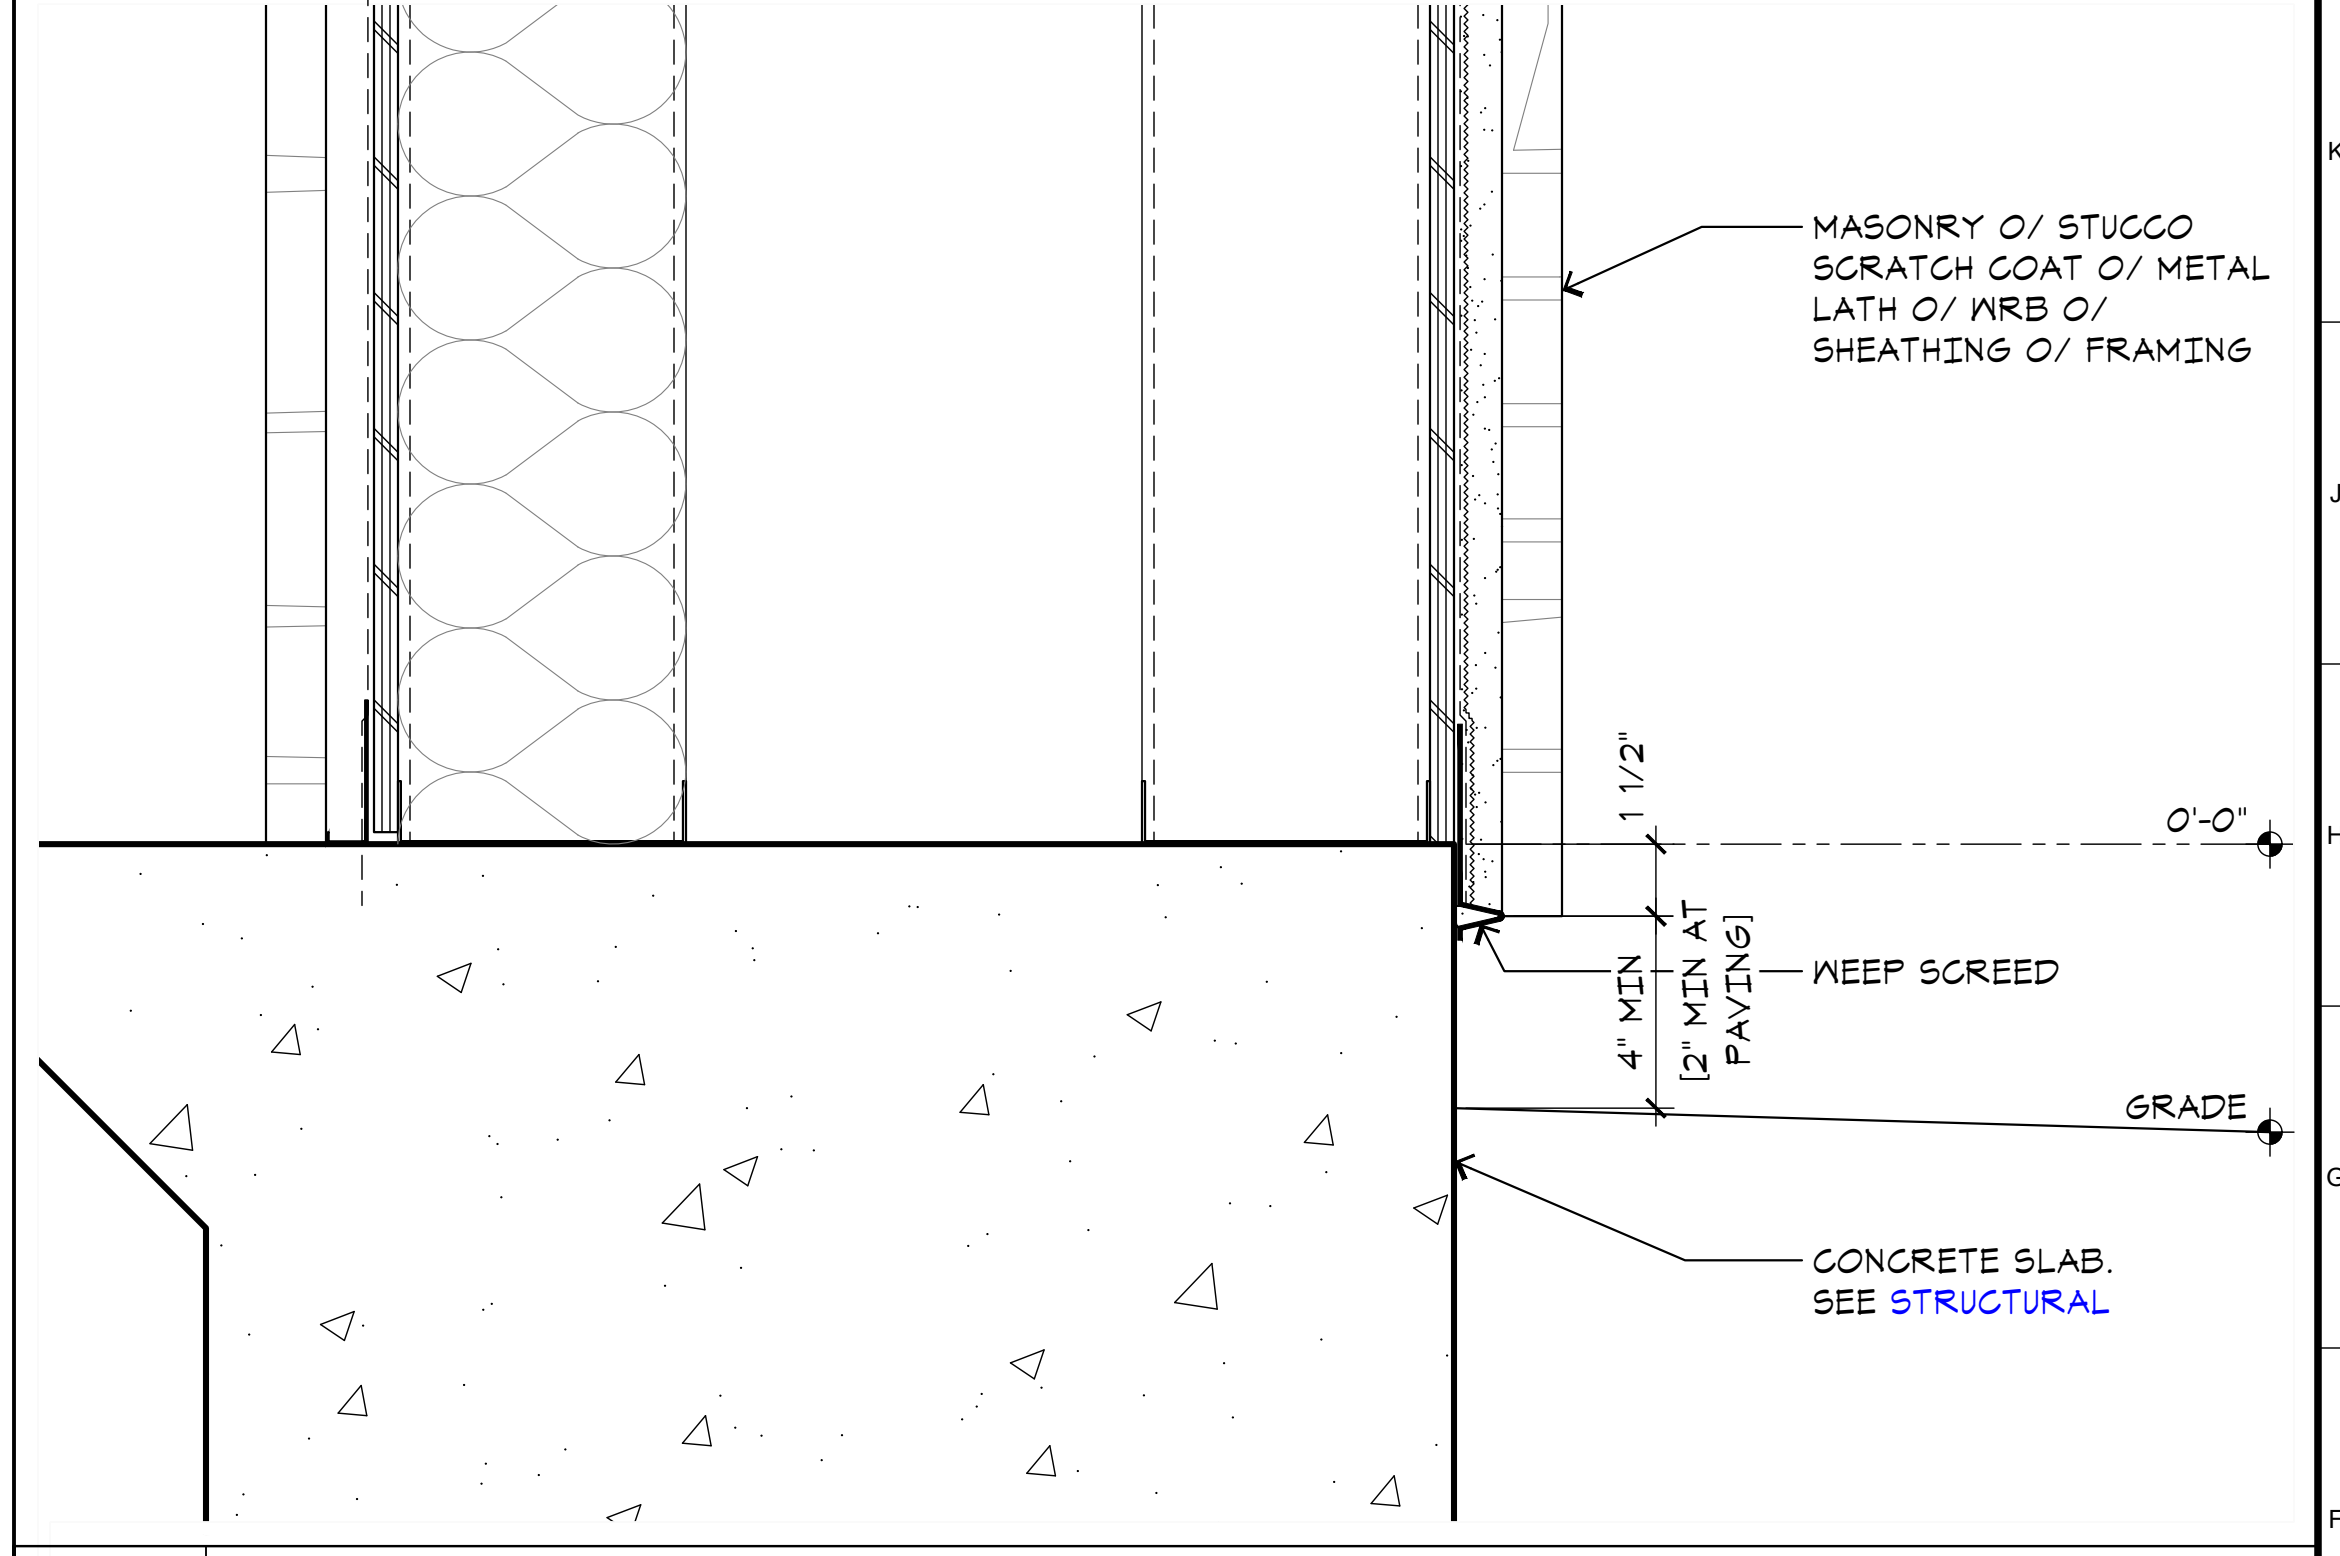 K
MASONRY O/ STUCCO
SCRATCH COAT O/ METAL
LATH O/ WRB O/
SHEATHING O/ FRAMING
J
1 1/2"
0'-0"
H
4" MIN
[2" MIN AT
PAVING]
WEEP SCREED
GRADE
G
CONCRETE SLAB.
SEE STRUCTURAL
F